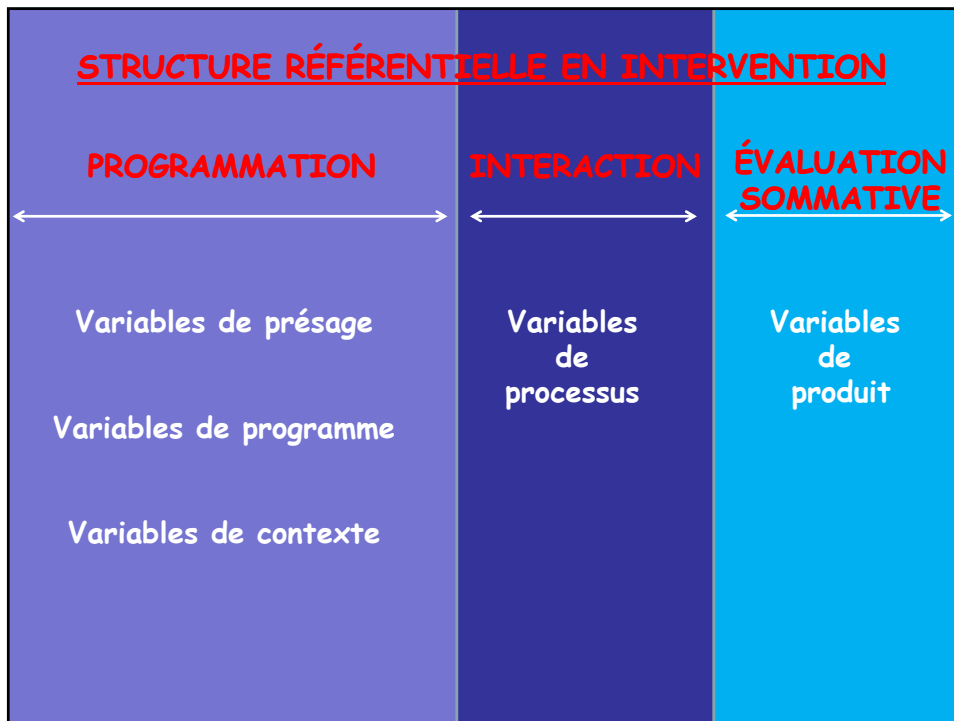 STRUCTURE RÉFÉRENTIELLE EN INTERVENTION
PROGRAMMATION
Variables de présage
Variables de programme
Variables de contexte
INTERACTION
Variables
de
processus
ÉVALUATION
SOMMATIVE
Variables
de
produit